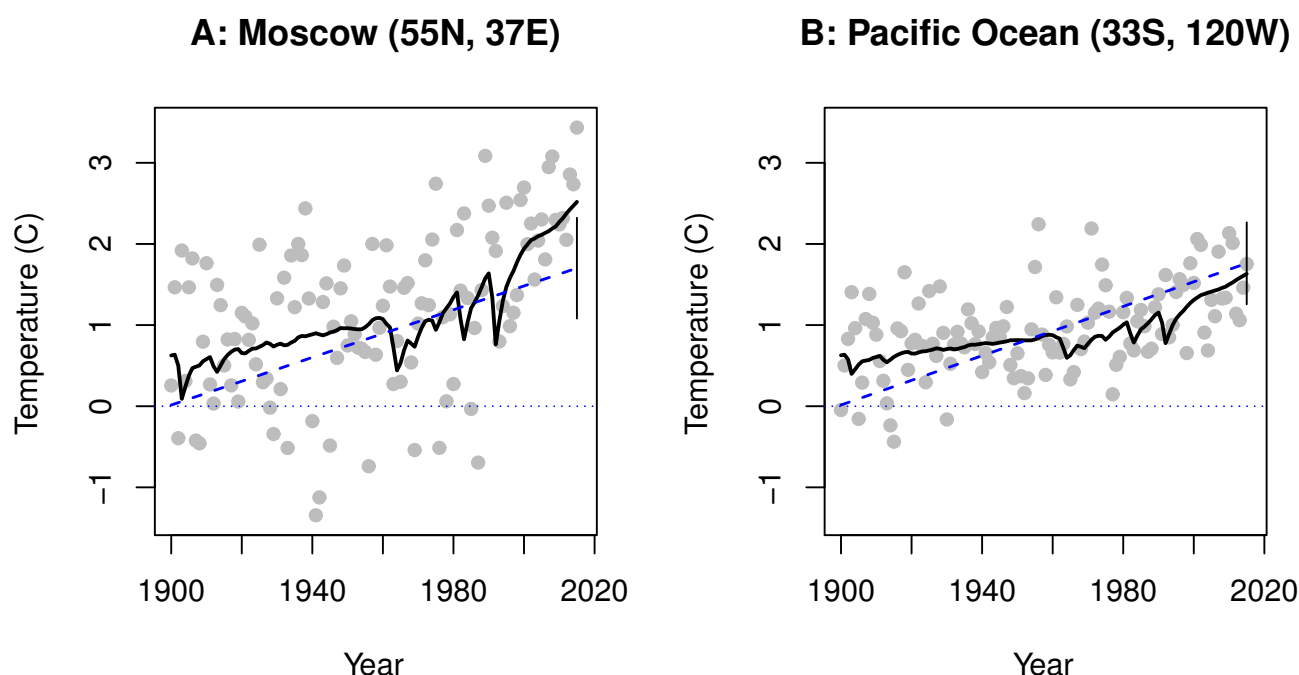 A: Moscow (55N, 37E)
Temperature (C)
3
2
1
0
−1
1900 1940 1980 2020
Year
B: Pacific Ocean (33S, 120W)
Temperature (C)
3
2
1
0
−1
1900 1940 1980 2020
Year